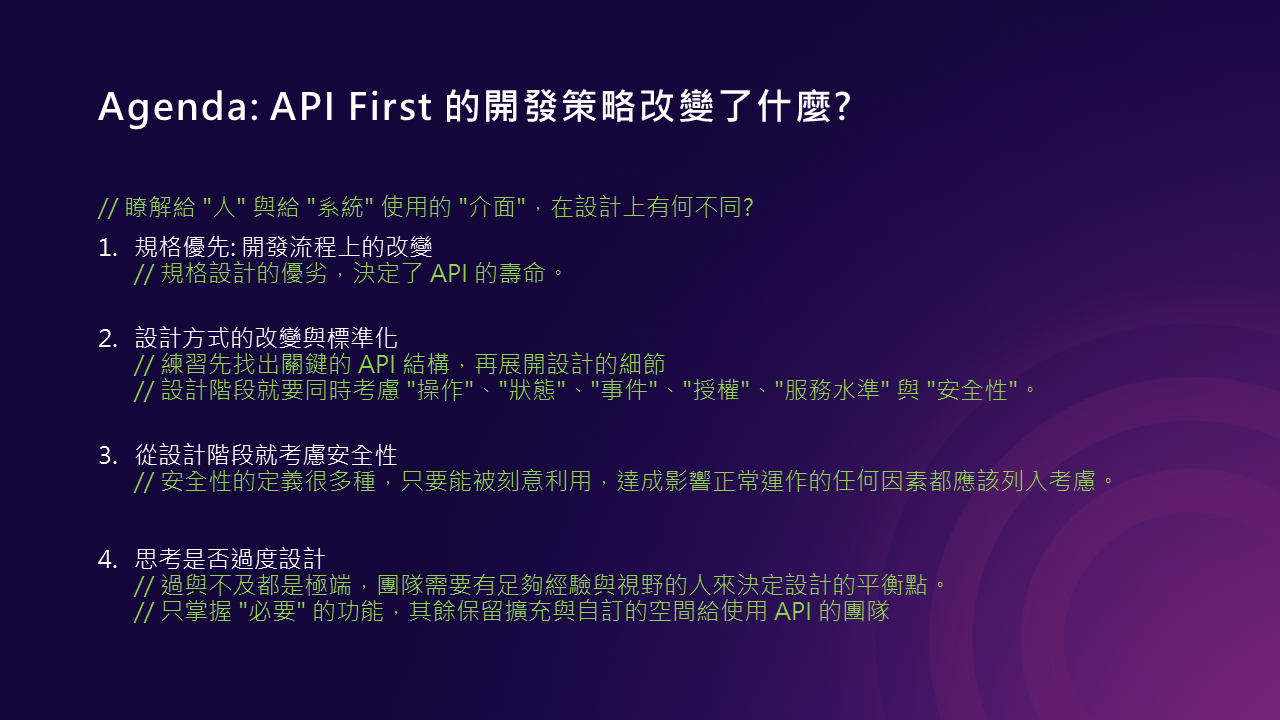 Agenda: API First 的開發策略改變了什麼?
// 瞭解給 "人" 與給 "系統" 使用的 "介面"，在設計上有何不同?
1. 規格優先: 開發流程上的改變
// 規格設計的優劣，決定了 API 的壽命。
2. 設計方式的改變與標準化
// 練習先找出關鍵的 API 結構，再展開設計的細節
// 設計階段就要同時考慮 "操作"、"狀態"、"事件"、"授權"、"服務水準" 與 "安全性"。
3. 從設計階段就考慮安全性
// 安全性的定義很多種，只要能被刻意利用，達成影響正常運作的任何因素都應該列入考慮。
4. 思考是否過度設計
// 過與不及都是極端，團隊需要有足夠經驗與視野的人來決定設計的平衡點。
// 只掌握 "必要" 的功能，其餘保留擴充與自訂的空間給使用 API 的團隊